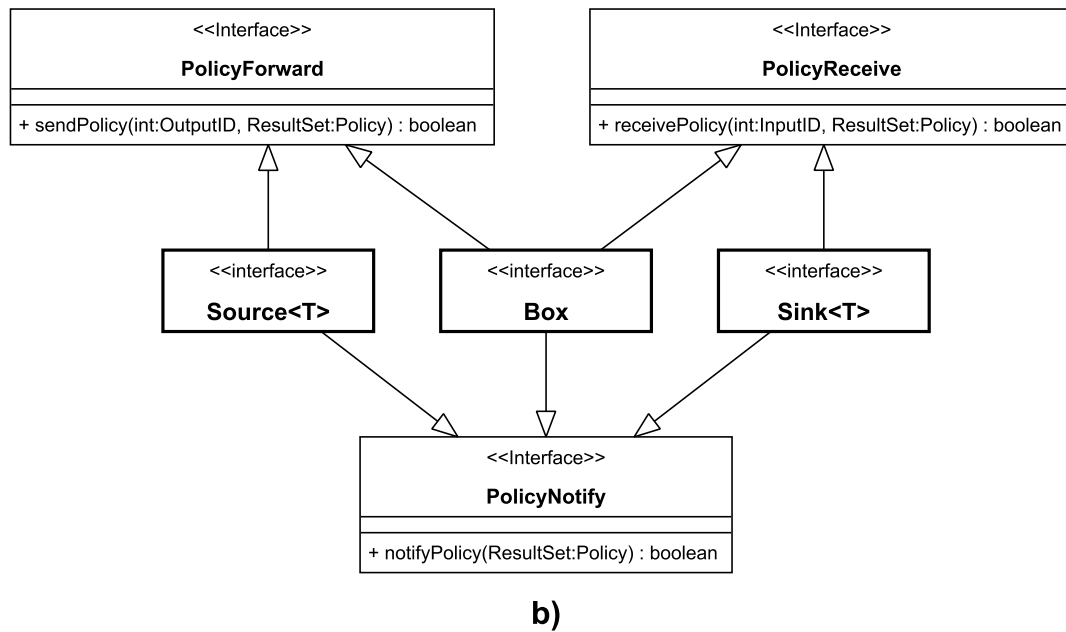 <<Interface>>
PolicyForward
+ sendPolicy(int:OutputID, ResultSet:Policy) : boolean
<<Interface>>
PolicyReceive
+ receivePolicy(int:InputID, ResultSet:Policy) : boolean
<<interface>>
Source<T>
<<interface>>
Box
<<interface>>
Sink<T>
<<Interface>>
PolicyNotify
+ notifyPolicy(ResultSet:Policy) : boolean
b)